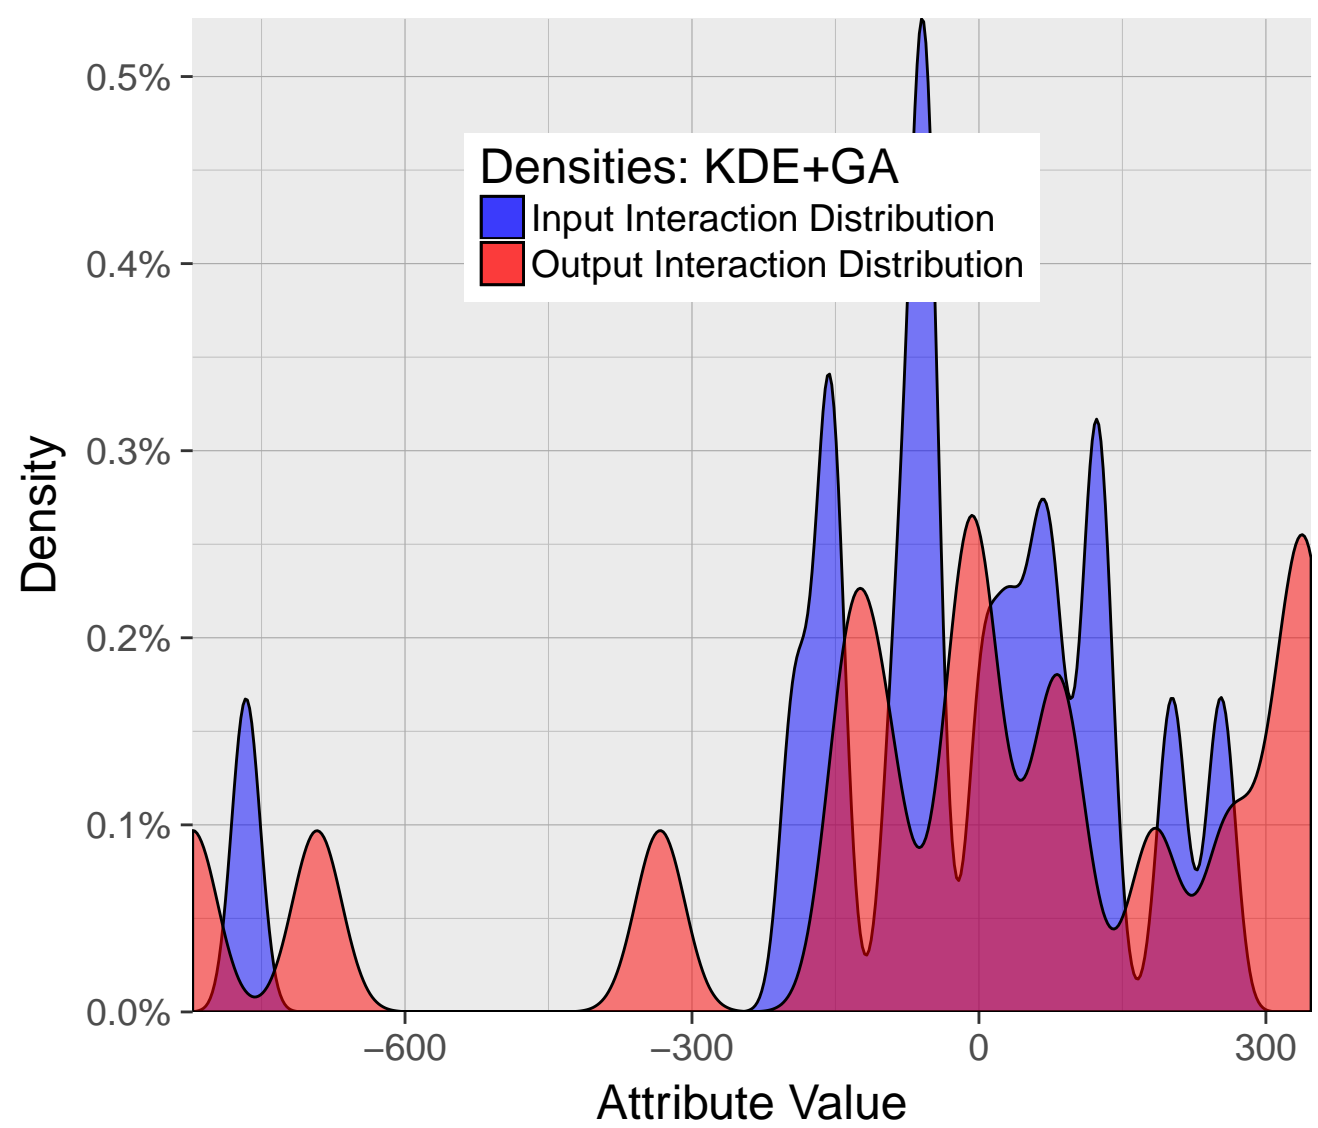 0.5%
Densities: KDE+GA
Input Interaction Distribution
0.4%
Output Interaction Distribution
0.3%
Density
0.2%
0.1%
0.0%
−600 −300 0 300
Attribute Value